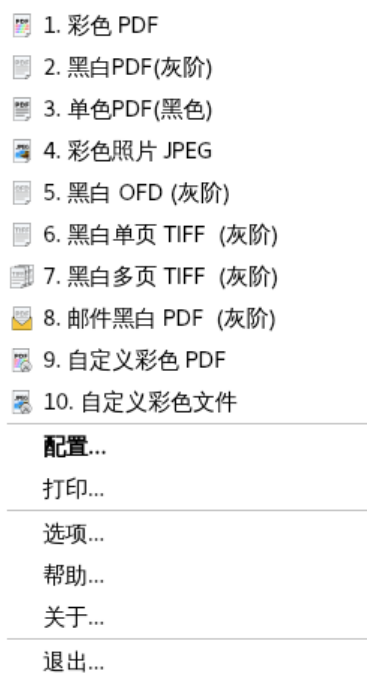 1. 彩色 PDF
2. 黑白PDF(灰阶)
3. 单色PDF(黑色)
4. 彩色照片 JPEG
5. 黑白 OFD (灰阶)
6. 黑白单页 TIFF  (灰阶)
7. 黑白多页 TIFF  (灰阶)
8. 邮件黑白 PDF  (灰阶)
9. 自定义彩色 PDF
10. 自定义彩色文件
配置...
打印...
选项...
帮助...
关于...
退出...